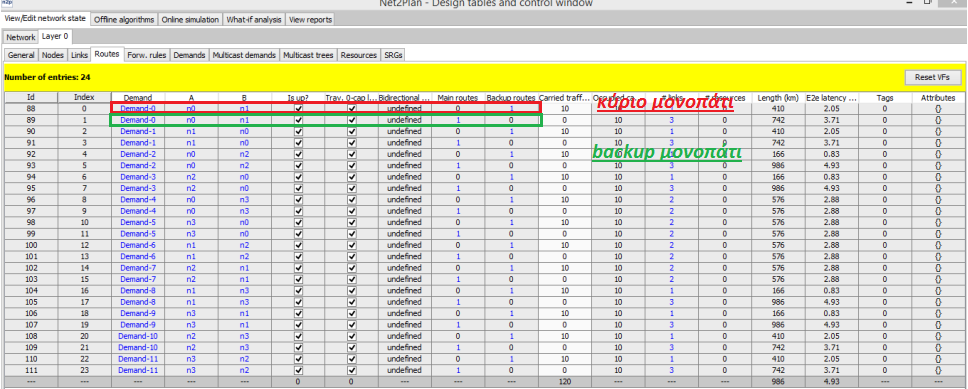 Net2Plan - Design tables and control window
View/Edit network state Offline algorithms Online simulation What-if analysis View reports
Network Layer 0
General Nodes Links Routes Forw. rules Demands Multicast demands Multicast trees Resources SRGs
Number of entries: 24 Reset VFs
Id Index Demand A B Is up? Trav. 0-cap l... Bidirectional ... Main routes Backup routes Carried traff... Length (km) E2e latency ... Tags Attributes
κύριο μονοπάτι
88 0 Demand-0 n0 n1 undefined 0 1 10 410 2.05 0 {}
89 1 Demand-0 n0 n1 undefined 1 0 0 10 3 0 742 3.71 0 {}
90 2 Demand-1 n1 n0 undefined 0 1 10 10 1 0 410 2.05 0 {}
91 3 Demand-1 n1 n0 undefined 1 0 0 10 3 0 742 3.71 0 {}
backup μονοπάτι
92 4 Demand-2 n0 n2 undefined 0 1 10 166 0.83 0 {}
93 5 Demand-2 n0 n2 undefined 1 0 0 10 3 0 986 4.93 0 {}
94 6 Demand-3 n2 n0 undefined 0 1 10 10 1 0 166 0.83 0 {}
95 7 Demand-3 n2 n0 undefined 1 0 0 10 3 0 986 4.93 0 {}
96 8 Demand-4 n0 n3 undefined 0 1 10 10 2 0 576 2.88 0 {}
97 9 Demand-4 n0 n3 undefined 1 0 0 10 2 0 576 2.88 0 {}
98 10 Demand-5 n3 n0 undefined 0 1 10 10 2 0 576 2.88 0 {}
99 11 Demand-5 n3 n0 undefined 1 0 0 10 2 0 576 2.88 0 {}
100 12 Demand-6 n1 n2 undefined 0 1 10 10 2 0 576 2.88 0 {}
101 13 Demand-6 n1 n2 undefined 1 0 0 10 2 0 576 2.88 0 {}
102 14 Demand-7 n2 n1 undefined 0 1 10 10 2 0 576 2.88 0 {}
103 15 Demand-7 n2 n1 undefined 1 0 0 10 2 0 576 2.88 0 {}
104 16 Demand-8 n1 n3 undefined 0 1 10 10 1 0 166 0.83 0 {}
105 17 Demand-8 n1 n3 undefined 1 0 0 10 3 0 986 4.93 0 {}
106 18 Demand-9 n3 n1 undefined 0 1 10 10 1 0 166 0.83 0 {}
107 19 Demand-9 n3 n1 undefined 1 0 0 10 3 0 986 4.93 0 {}
108 20 Demand-10 n2 n3 undefined 0 1 10 10 1 0 410 2.05 0 {}
109 21 Demand-10 n2 n3 undefined 1 0 0 10 3 0 742 3.71 0 {}
110 22 Demand-11 n3 n2 undefined 0 1 10 10 1 0 410 2.05 0 {}
111 23 Demand-11 n3 n2 undefined 1 0 0 10 3 0 742 3.71 0 {}
--- --- --- --- --- 0 0 --- --- --- 120 --- --- --- 986 4.93 --- ---